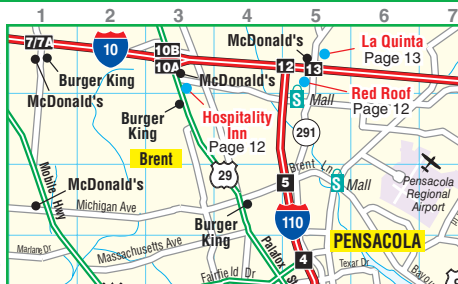 1 2 3 4 5 6 7
7/7A
10
10B
10A
McDonald's
La Quinta
Page 13
12
13
Burger King
McDonald's
McDonald's
Mall
Red Roof
Page 12
Burger
King
Hospitality
Inn
Page 12
291
Brent
29
Brent Ln
S Mall
S
5
Pensacola
Regional
Airport
Mobile Hwy
McDonald's
Michigan Ave
Burger
King
110
PENSACOLA
Marlane Dr
Massachusetts Ave
Palafox S
4
Texar Dr
Fairfield Dr
Bayou